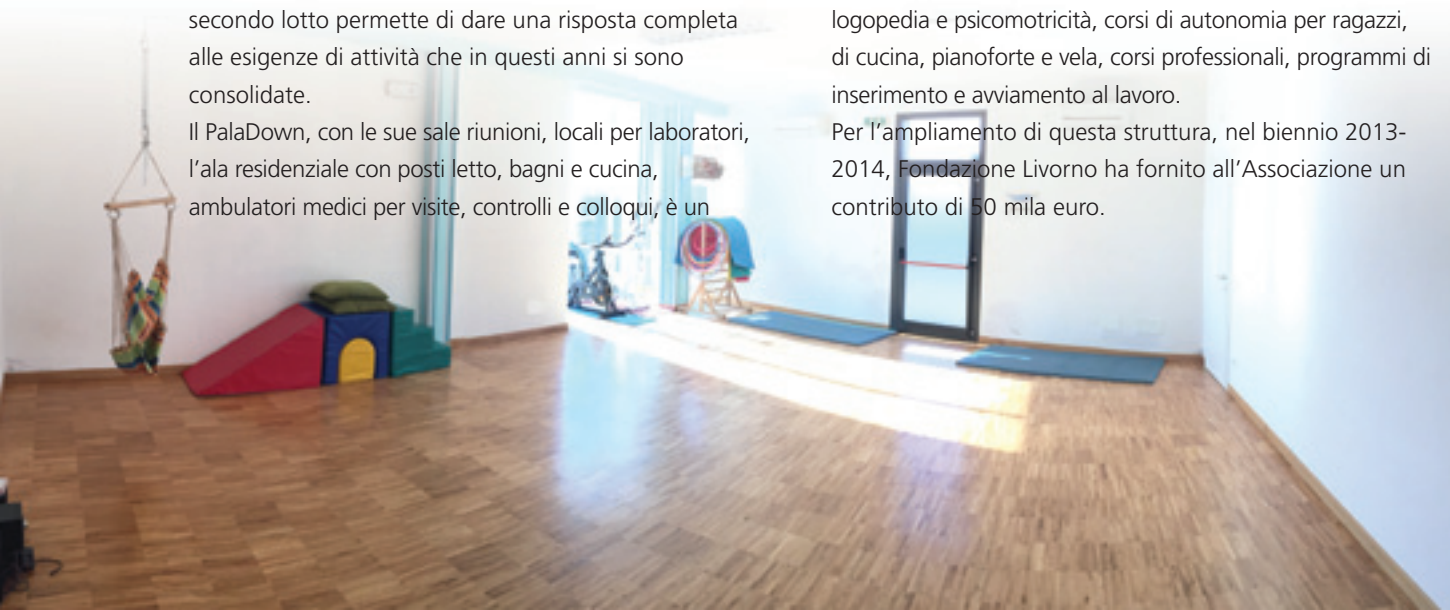 secondo lotto permette di dare una risposta completa
alle esigenze di attività che in questi anni si sono
consolidate.
Il PalaDown, con le sue sale riunioni, locali per laboratori,
l'ala residenziale con posti letto, bagni e cucina,
ambulatori medici per visite, controlli e colloqui, è un
logopedia e psicomotricità, corsi di autonomia per ragazzi,
di cucina, pianoforte e vela, corsi professionali, programmi di
inserimento e avviamento al lavoro.
Per l'ampliamento di questa struttura, nel biennio 2013-
2014, Fondazione Livorno ha fornito all'Associazione un
contributo di 50 mila euro.